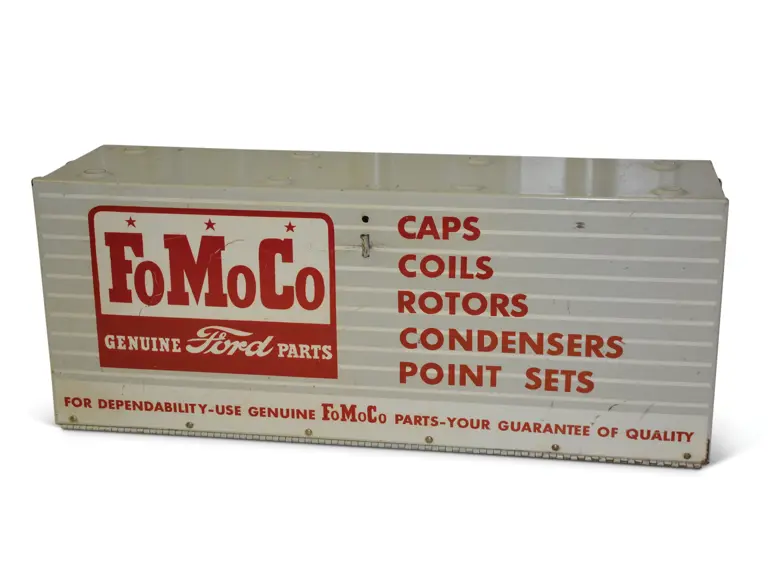 FoMoCo
GENUINE Ford PARTS
CAPS
COILS
ROTORS
CONDENSERS
POINT SETS
FOR DEPENDABILITY-USE GENUINE FoMoCo PARTS-YOUR GUARANTEE OF QUALITY